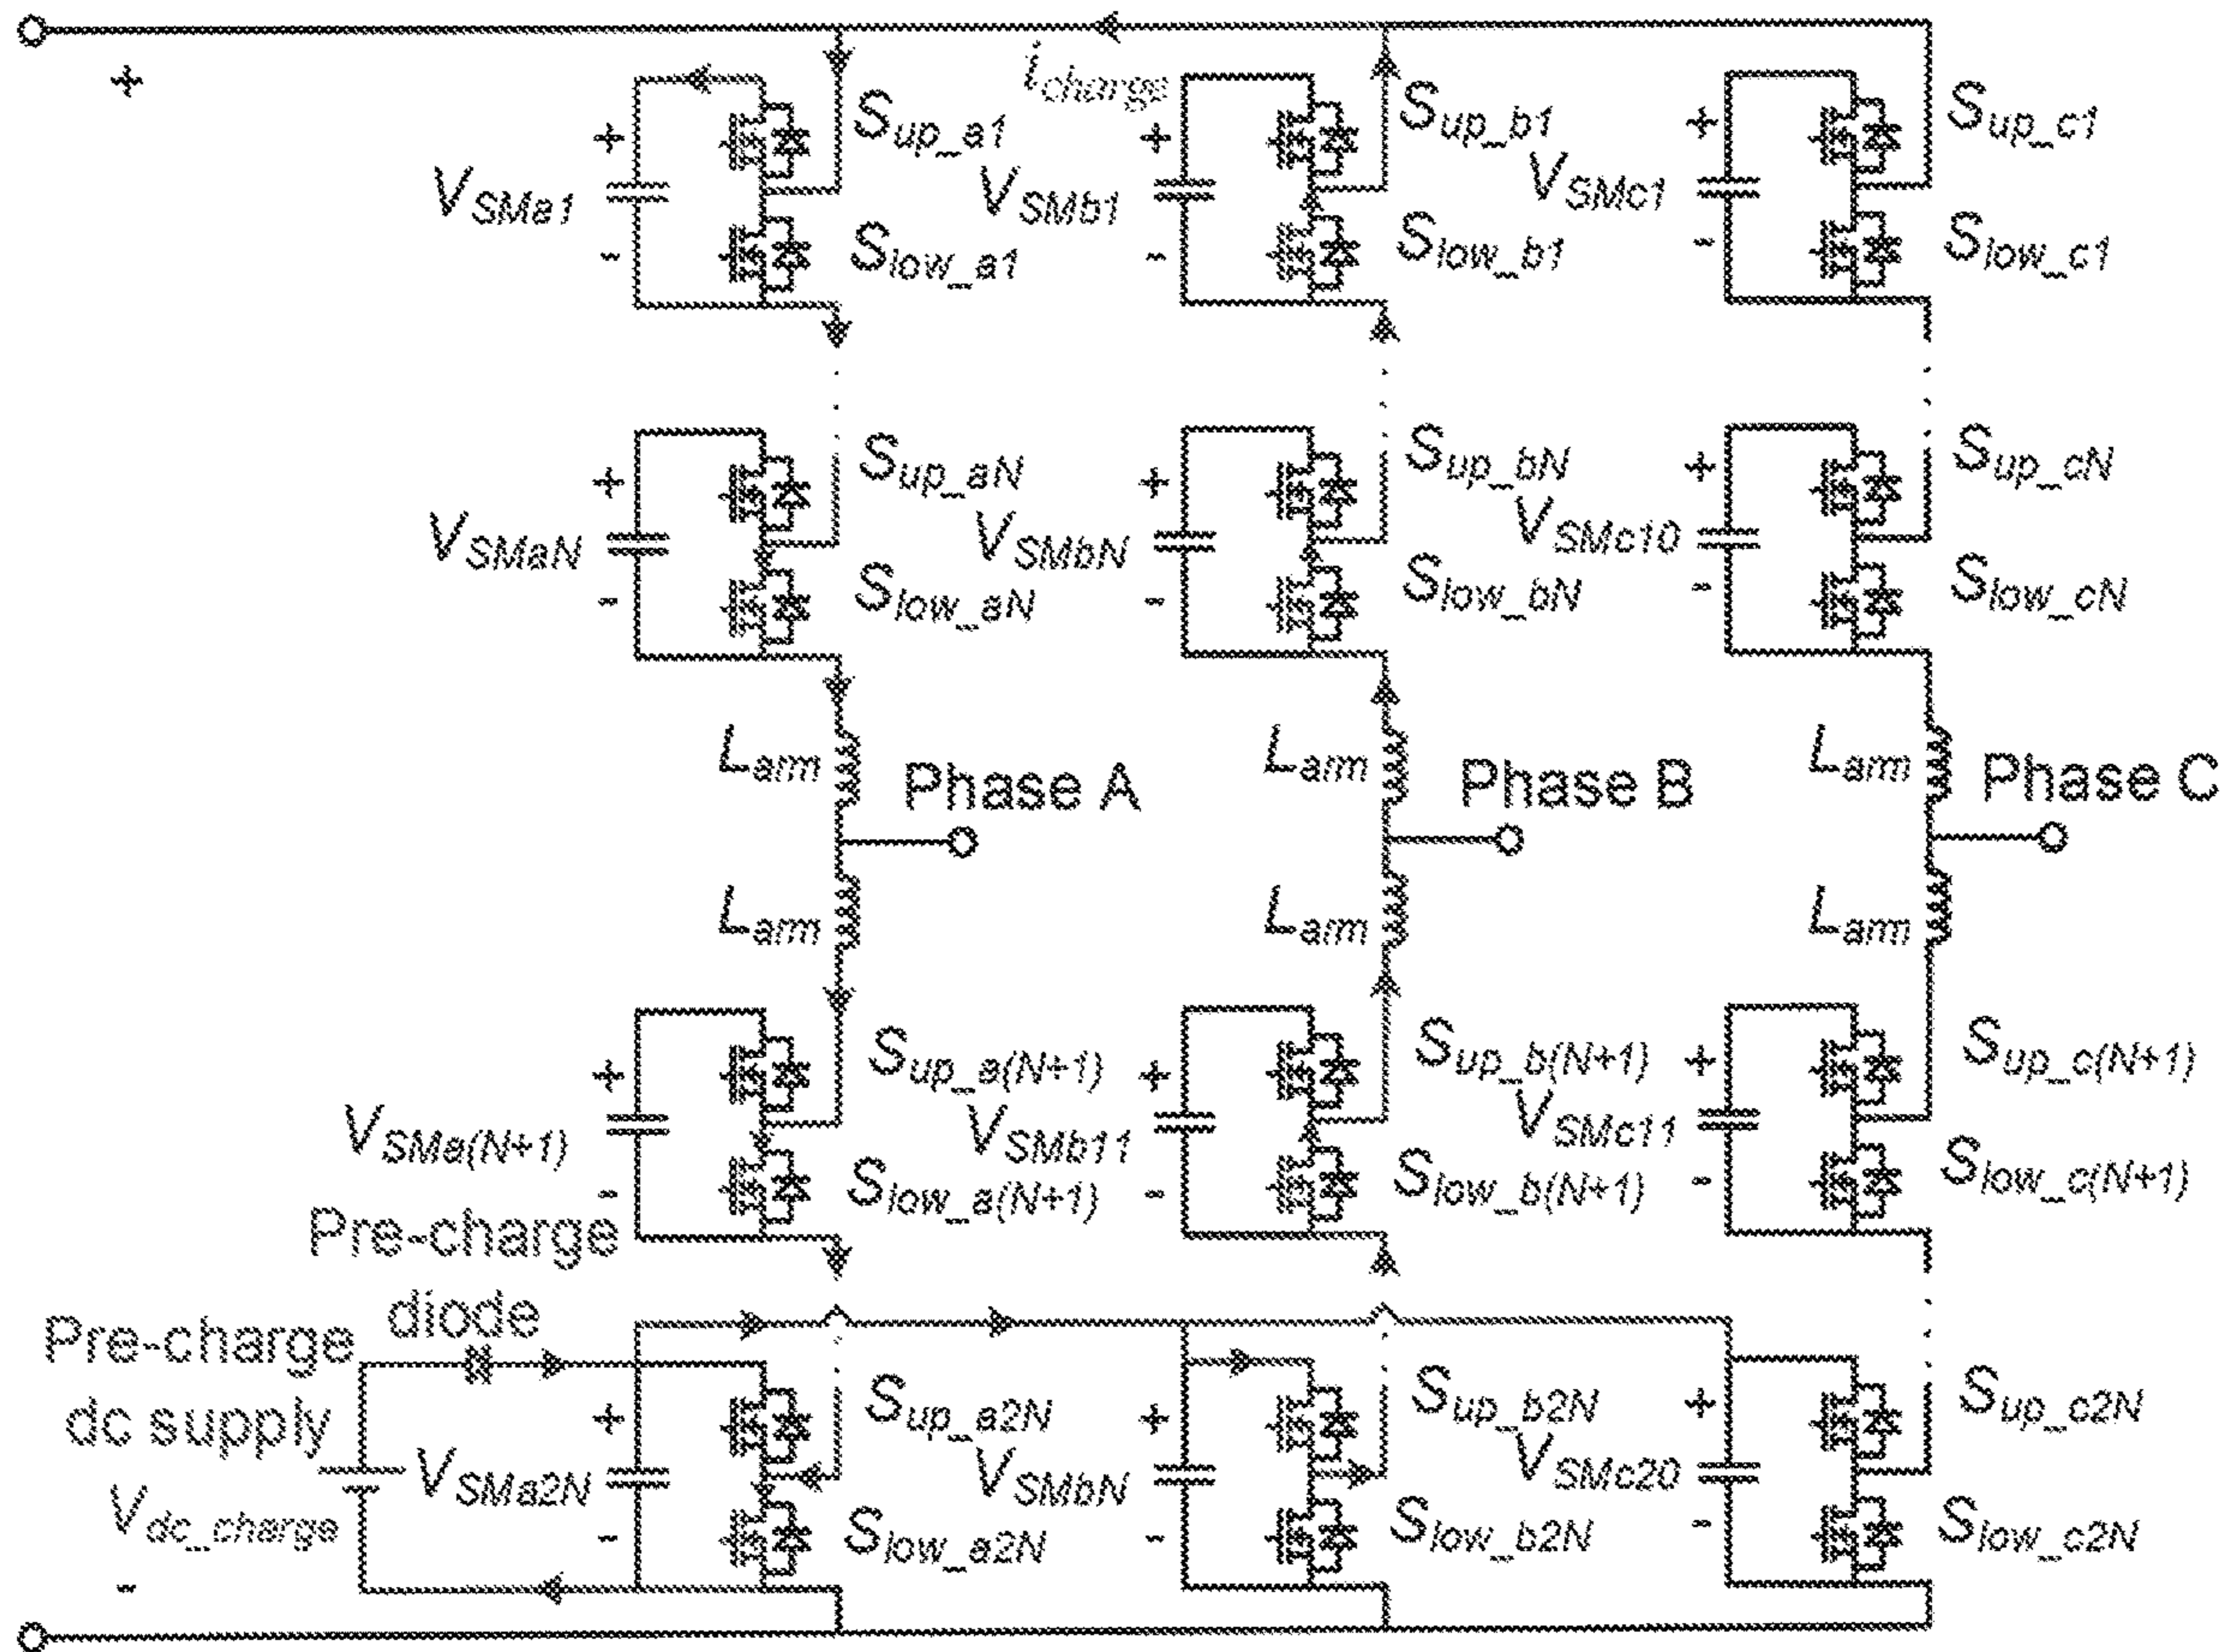 +
i_charge
+ S_up_a1 + S_up_b1 + S_up_c1
V_SMa1 V_SMb1 V_SMc1
- S_low_a1 - S_low_b1 - S_low_c1
+ S_up_aN + S_up_bN + S_up_cN
V_SMaN V_SMbN V_SMc10
- S_low_aN - S_low_bN - S_low_cN
L_arm L_arm L_arm
Phase A Phase B Phase C
L_arm L_arm L_arm
+ S_up_a(N+1) + S_up_b(N+1) + S_up_c(N+1)
V_SMa(N+1) V_SMb11 V_SMc11
- S_low_a(N+1) - S_low_b(N+1) - S_low_c(N+1)
Pre-charge
diode
Pre-charge
dc supply
V_dc_charge
+ S_up_a2N + S_up_b2N + S_up_c2N
V_SMa2N V_SMbN V_SMc20
- S_low_a2N - S_low_b2N - S_low_c2N
-